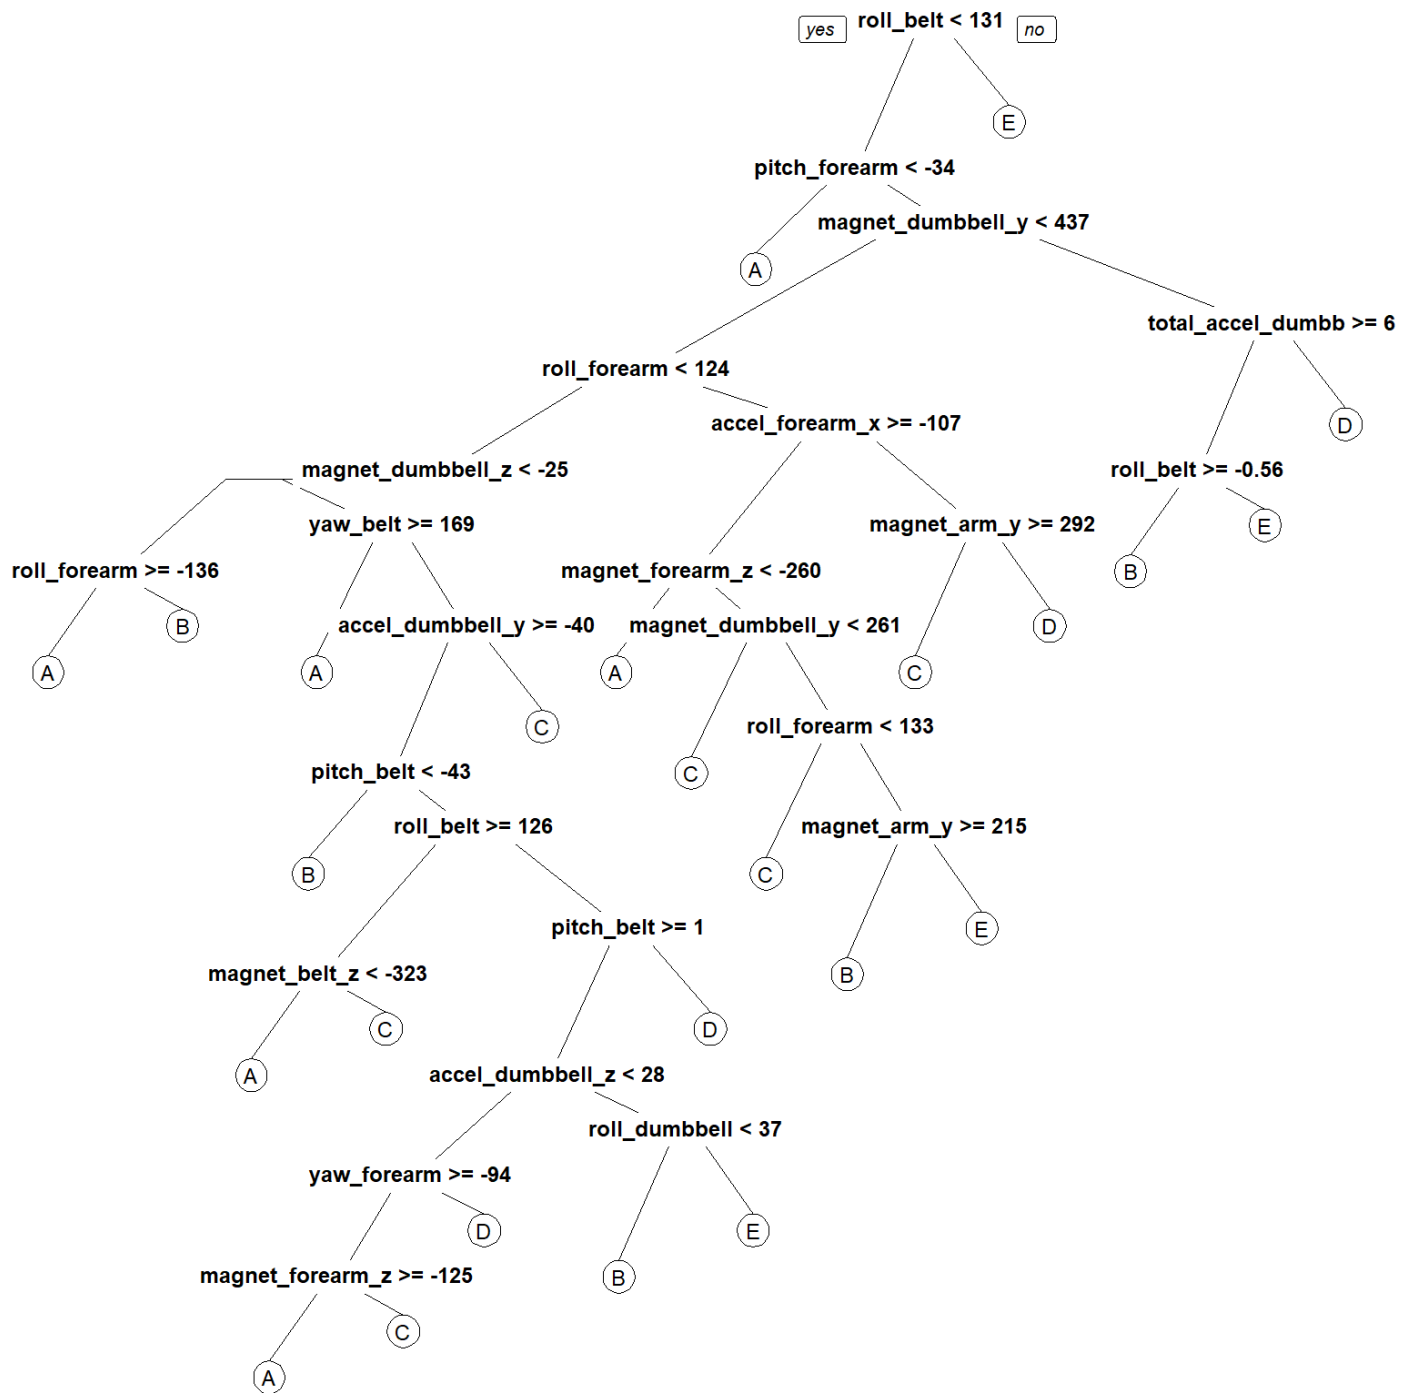 yes roll_belt < 131 no
E
pitch_forearm < -34
magnet_dumbbell_y < 437
A
total_accel_dumbb >= 6
roll_forearm < 124
accel_forearm_x >= -107
D
magnet_dumbbell_z < -25
roll_belt >= -0.56
yaw_belt >= 169
magnet_arm_y >= 292
E
roll_forearm >= -136
magnet_forearm_z < -260
B
B
accel_dumbbell_y >= -40
magnet_dumbbell_y < 261
D
A
A
A
C
C
roll_forearm < 133
pitch_belt < -43
C
roll_belt >= 126
magnet_arm_y >= 215
B
C
pitch_belt >= 1
E
magnet_belt_z < -323
B
C
D
A
accel_dumbbell_z < 28
roll_dumbbell < 37
yaw_forearm >= -94
D
E
magnet_forearm_z >= -125
B
C
A